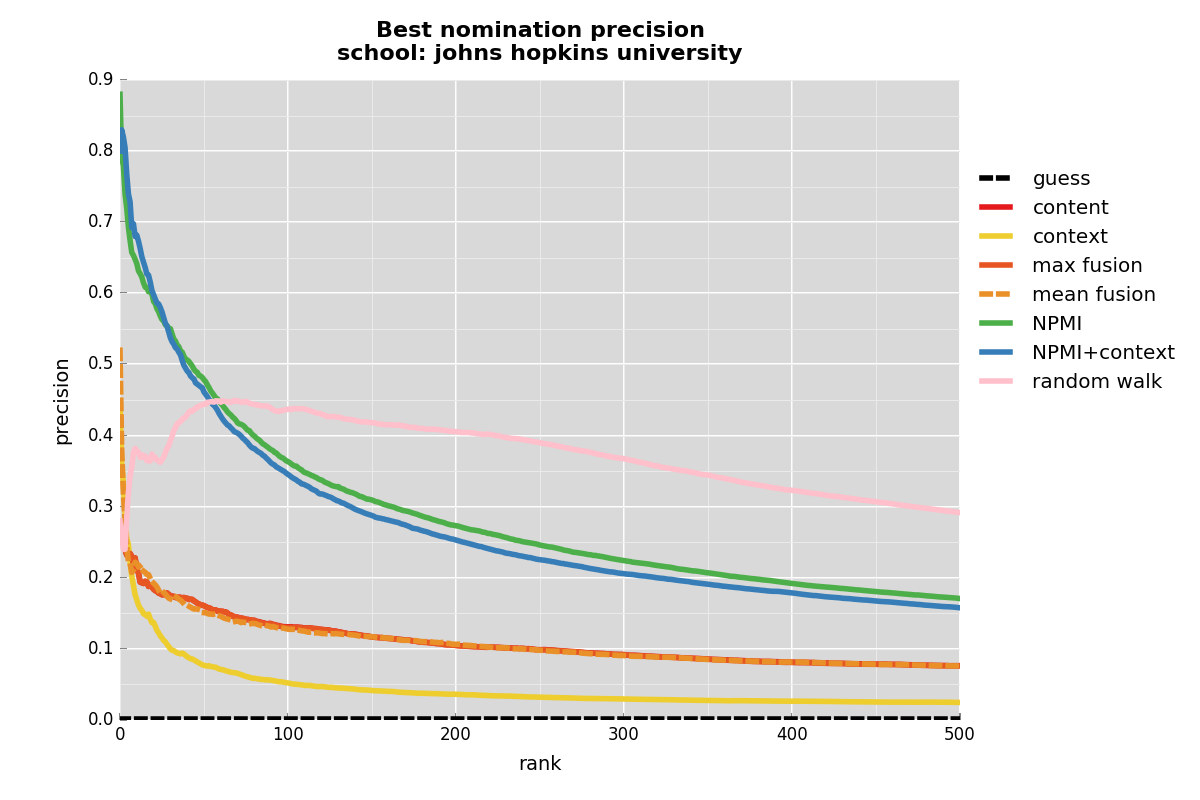 Best nomination precision
school: johns hopkins university
precision
0.9
0.8
0.7
0.6
0.5
0.4
0.3
0.2
0.1
0.0
0 100 200 300 400 500
rank
guess
content
context
max fusion
mean fusion
NPMI
NPMI+context
random walk